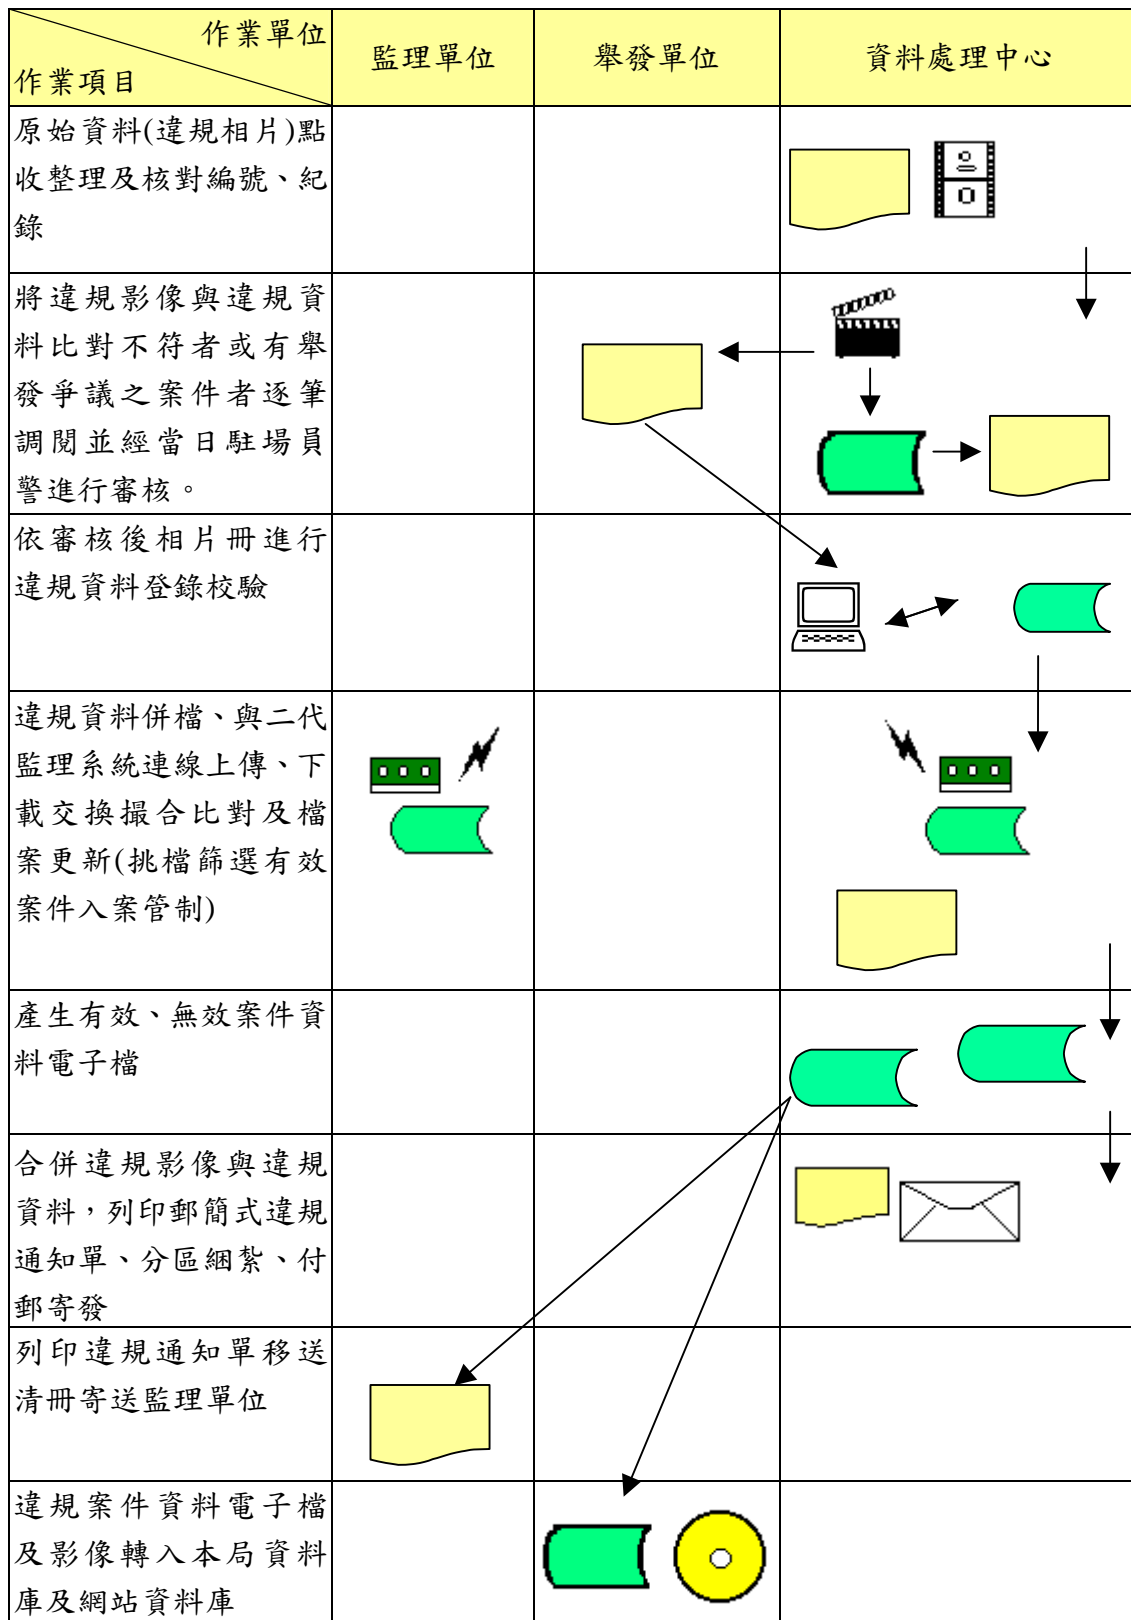 作業單位
作業項目
監理單位
舉發單位
資料處理中心
原始資料(違規相片)點
收整理及核對編號、紀
錄
將違規影像與違規資
料比對不符者或有舉
發爭議之案件者逐筆
調閱並經當日駐場員
警進行審核。
依審核後相片冊進行
違規資料登錄校驗
違規資料併檔、與二代
監理系統連線上傳、下
載交換撮合比對及檔
案更新(挑檔篩選有效
案件入案管制)
產生有效、無效案件資
料電子檔
合併違規影像與違規
資料，列印郵簡式違規
通知單、分區綑紮、付
郵寄發
列印違規通知單移送
清冊寄送監理單位
違規案件資料電子檔
及影像轉入本局資料
庫及網站資料庫